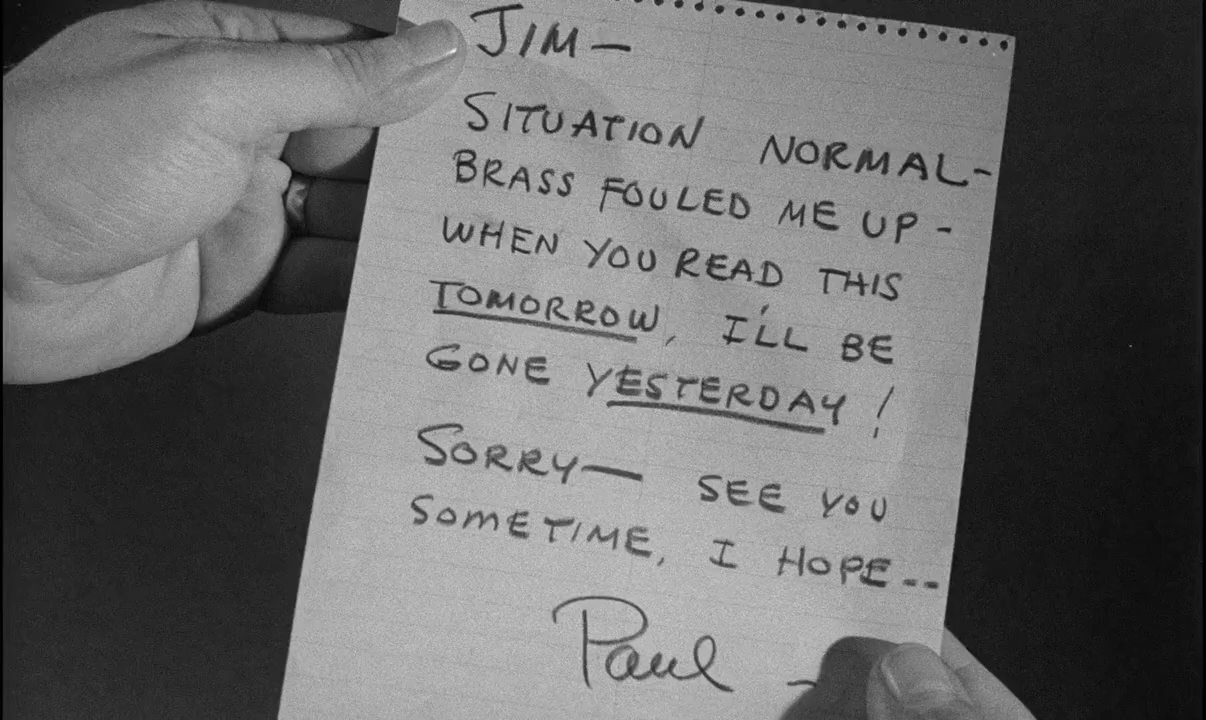 JIM —
SITUATION NORMAL-
BRASS FOULED ME UP -
WHEN YOU READ THIS
TOMORROW, I'LL BE
GONE YESTERDAY!
SORRY— SEE YOU
SOMETIME, I HOPE--
Paul —